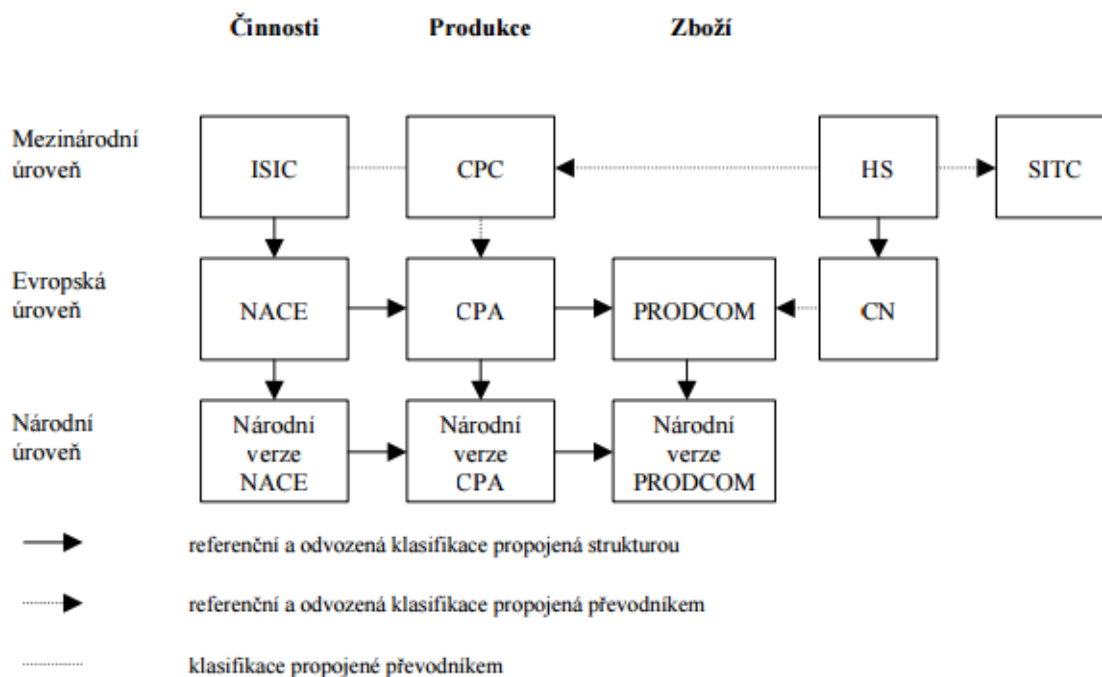 Činnosti
Produkce
Zboží
Mezinárodní
úroveň
ISIC
CPC
HS
SITC
Evropská
úroveň
NACE
CPA
PRODCOM
CN
Národní
úroveň
Národní
verze
NACE
Národní
verze
CPA
Národní
verze
PRODCOM
referenční a odvozená klasifikace propojená strukturou
referenční a odvozená klasifikace propojená převodníkem
klasifikace propojené převodníkem